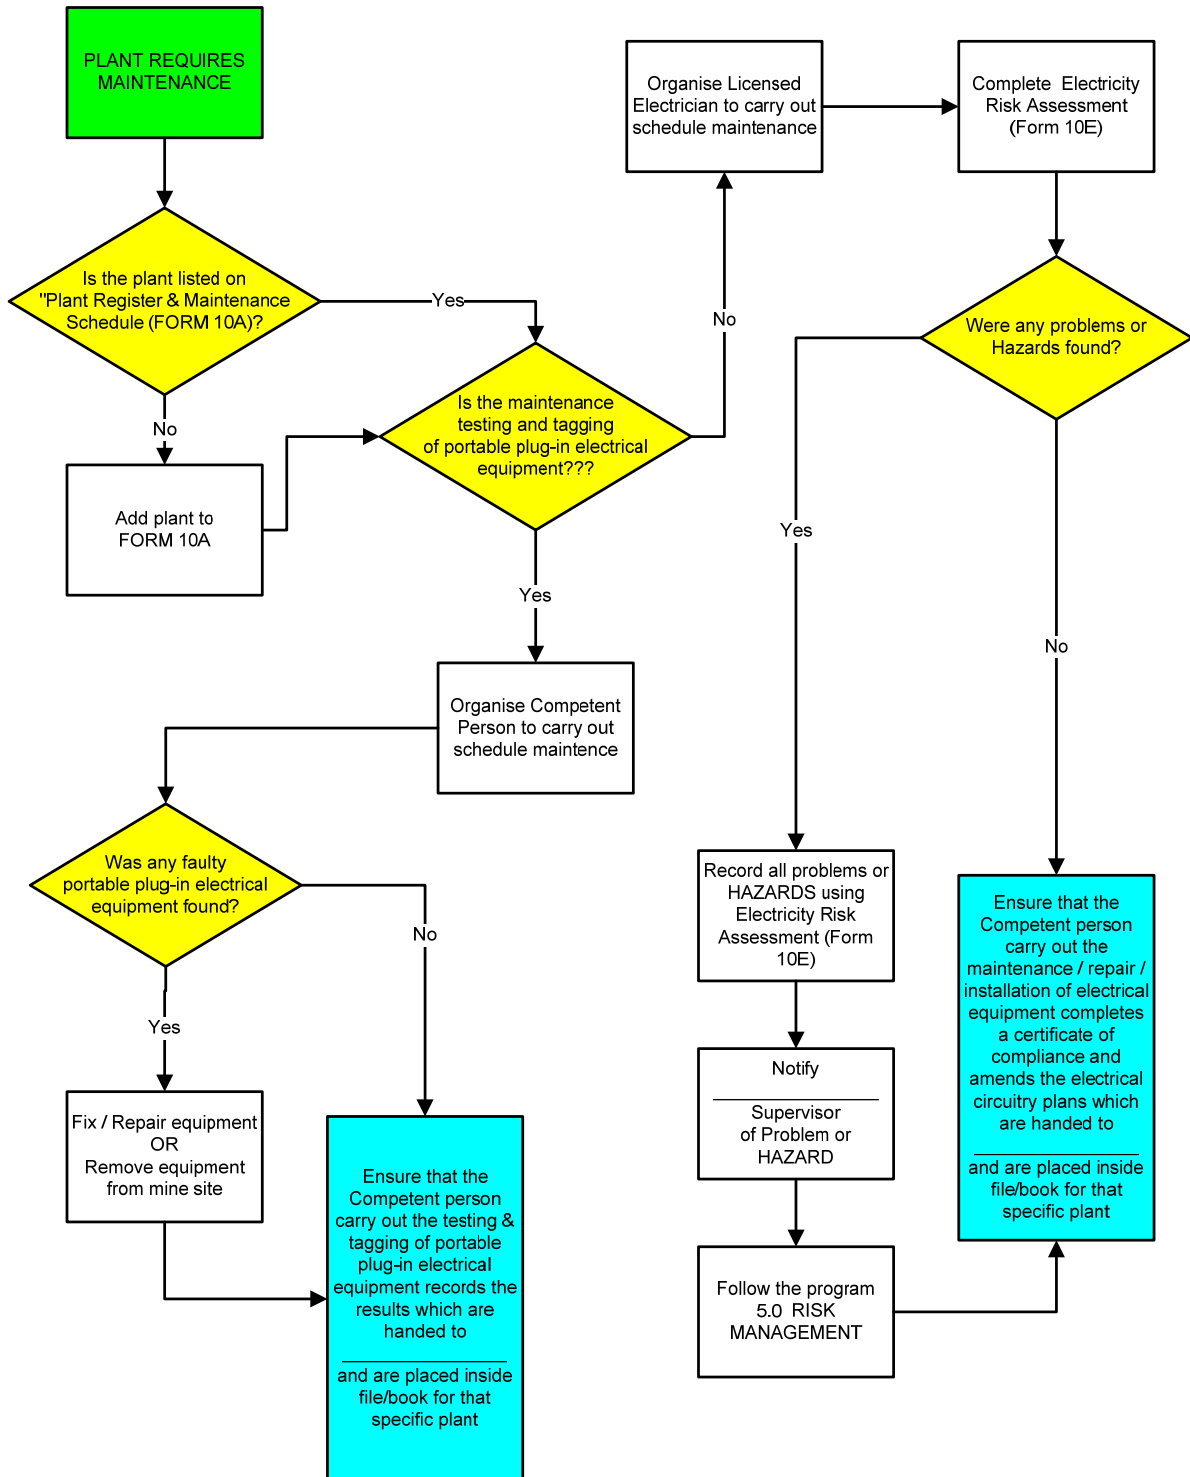 PLANT REQUIRES
MAINTENANCE
Is the plant listed on
"Plant Register & Maintenance
Schedule (FORM 10A)?
Yes
No
Add plant to
FORM 10A
Is the maintenance
testing and tagging
of portable plug-in electrical
equipment???
No
Yes
Organise Licensed
Electrician to carry out
schedule maintenance
Complete Electricity
Risk Assessment
(Form 10E)
Were any problems or
Hazards found?
Yes
No
Organise Competent
Person to carry out
schedule maintence
Was any faulty
portable plug-in electrical
equipment found?
No
Yes
Fix / Repair equipment
OR
Remove equipment
from mine site
Ensure that the
Competent person
carry out the testing &
tagging of portable
plug-in electrical
equipment records the
results which are
handed to
and are placed inside
file/book for that
specific plant
Record all problems or
HAZARDS using
Electricity Risk
Assessment (Form
10E)
Notify
Supervisor
of Problem or
HAZARD
Follow the program
5.0 RISK
MANAGEMENT
Ensure that the
Competent person
carry out the
maintenance / repair /
installation of electrical
equipment completes
a certificate of
compliance and
amends the electrical
circuitry plans which
are handed to
and are placed inside
file/book for that
specific plant